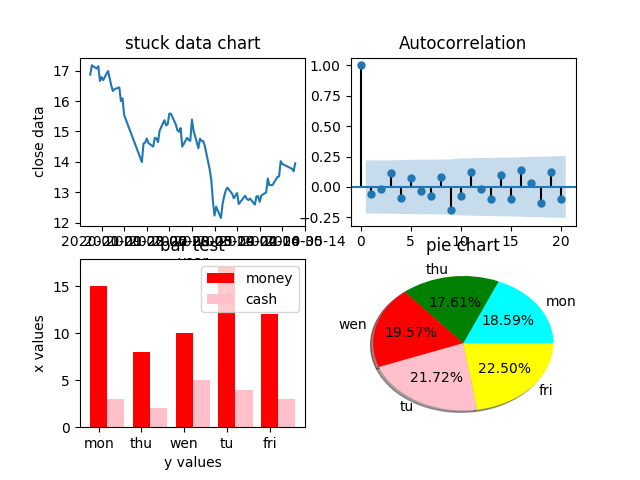 stuck data chart
17
16
15
14
13
12
close data
Autocorrelation
1.00
0.75
0.50
0.25
0.00
−0.25
0
5
10
15
20
bar test
15
10
5
0
x values
money
cash
mon
thu
wen
tu
fri
y values
pie chart
mon
18.59%
thu
17.61%
wen
19.57%
tu
21.72%
fri
22.50%